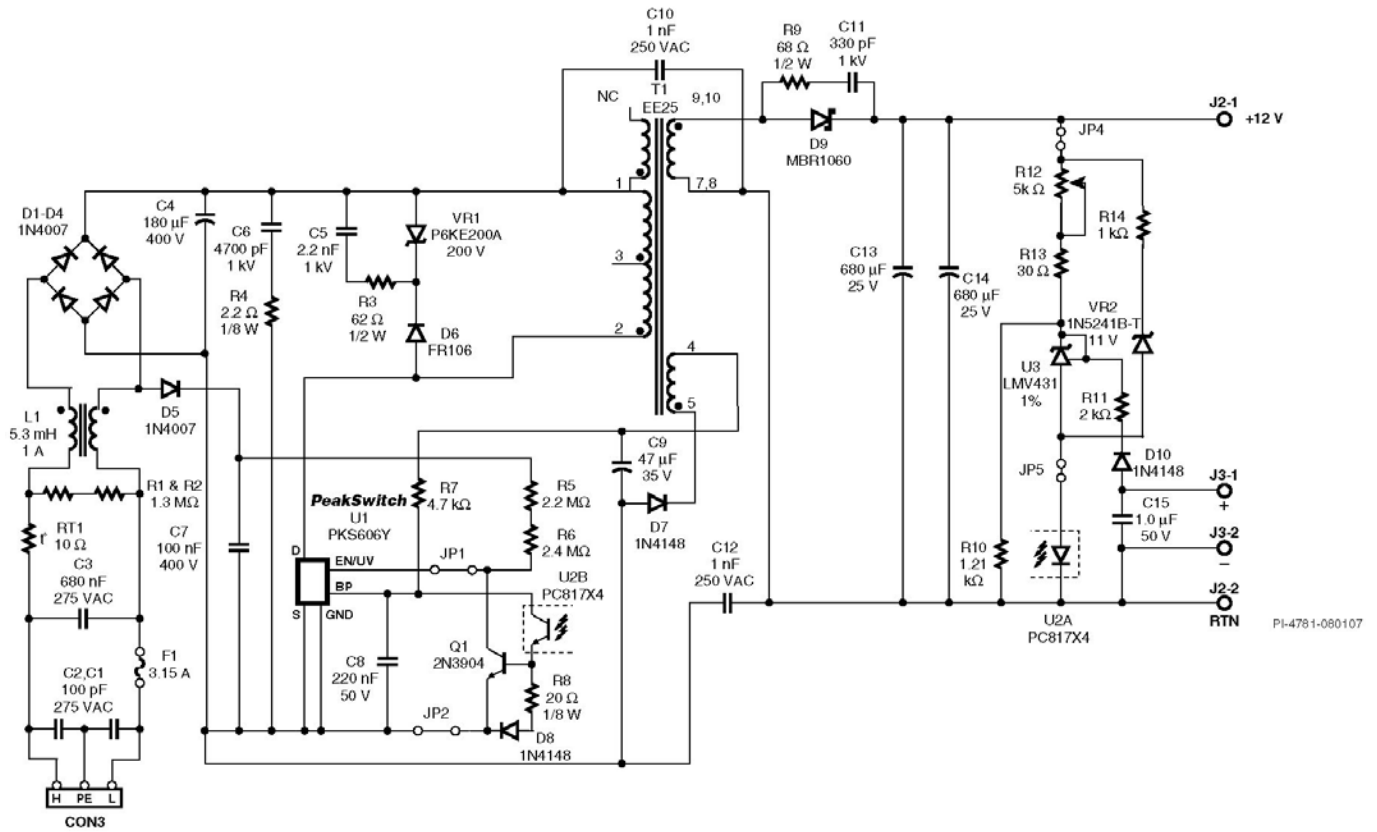 C10
1 nF
250 VAC
T1
EE25
NC
9,10
R9
68 Ω
1/2 W
C11
330 pF
1 kV
D9
MBR1060
J2-1
+12 V
JP4
R12
5k Ω
R14
1 kΩ
R13
30 Ω
VR2
1N5241B-T
11 V
U3
LMV431
1%
R11
2 kΩ
D10
1N4148
JP5
J3-1
+
C15
1.0 µF
50 V
J3-2
−
J2-2
RTN
R10
1.21
kΩ
U2A
PC817X4
PI-4781-080107
C13
680 µF
25 V
C14
680 µF
25 V
1
7,8
3
2
4
5
D1-D4
1N4007
C4
180 µF
400 V
C6
4700 pF
1 kV
C5
2.2 nF
1 kV
VR1
P6KE200A
200 V
R4
2.2 Ω
1/8 W
R3
62 Ω
1/2 W
D6
FR106
L1
5.3 mH
1 A
D5
1N4007
C9
47 µF
35 V
R1 & R2
1.3 MΩ
PeakSwitch
U1
PKS606Y
R7
4.7 kΩ
R5
2.2 MΩ
D7
1N4148
RT1
10 Ω
t°
C7
100 nF
400 V
R6
2.4 MΩ
D
EN/UV
JP1
BP
S
GND
U2B
PC817X4
C12
1 nF
250 VAC
C3
680 nF
275 VAC
F1
3.15 A
C8
220 nF
50 V
Q1
2N3904
R8
20 Ω
1/8 W
C2,C1
100 pF
275 VAC
JP2
D8
1N4148
H
PE
L
CON3